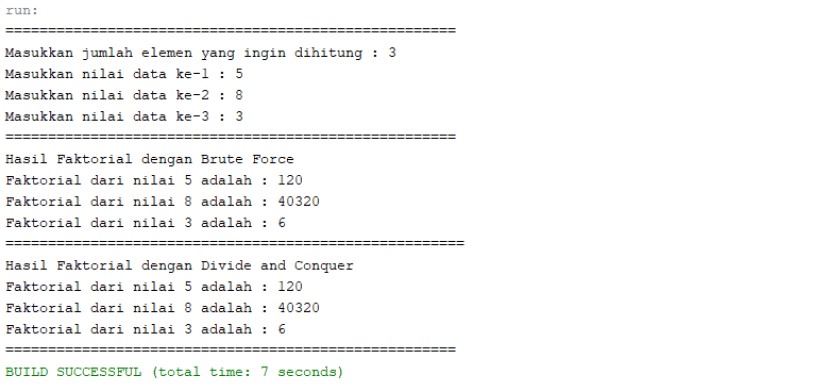 run:
=====================================================
Masukkan jumlah elemen yang ingin dihitung : 3
Masukkan nilai data ke-1 : 5
Masukkan nilai data ke-2 : 8
Masukkan nilai data ke-3 : 3
=====================================================
Hasil Faktorial dengan Brute Force
Faktorial dari nilai 5 adalah : 120
Faktorial dari nilai 8 adalah : 40320
Faktorial dari nilai 3 adalah : 6
======================================================
Hasil Faktorial dengan Divide and Conquer
Faktorial dari nilai 5 adalah : 120
Faktorial dari nilai 8 adalah : 40320
Faktorial dari nilai 3 adalah : 6
=====================================================
BUILD SUCCESSFUL (total time: 7 seconds)